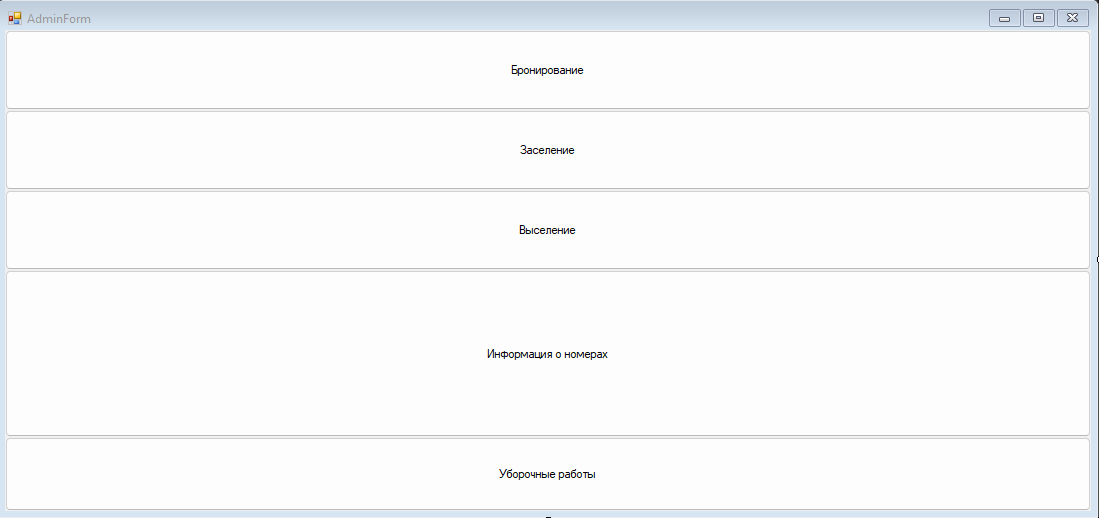 AdminForm
Бронирование
Заселение
Выселение
Информация о номерах
Уборочные работы